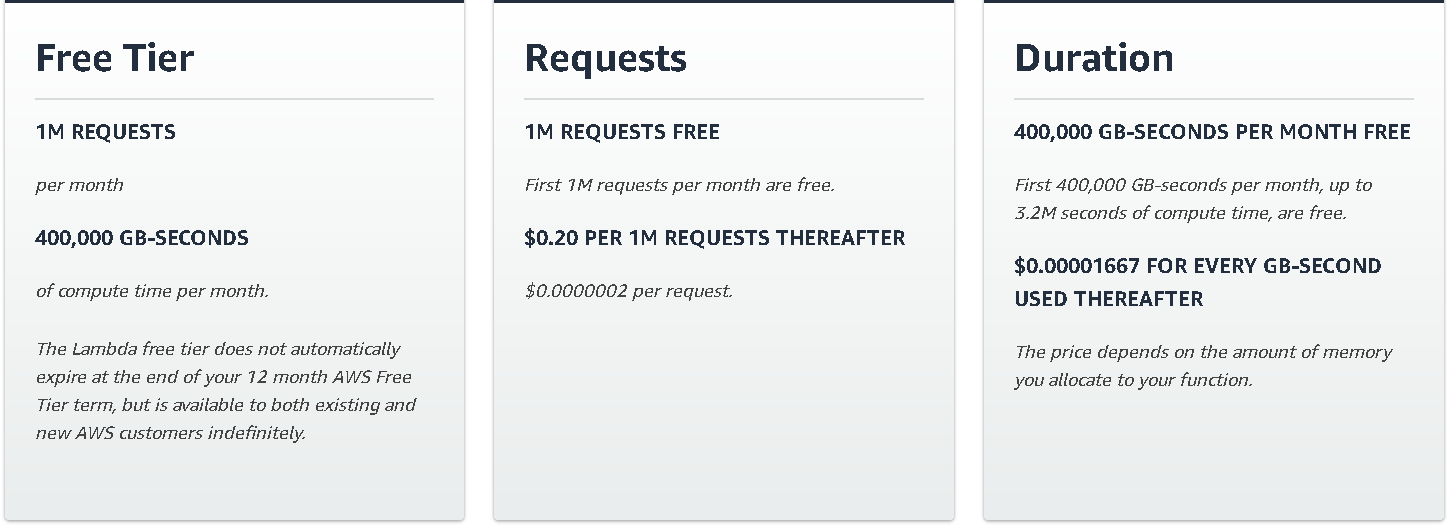 Free Tier
1M REQUESTS
per month
400,000 GB-SECONDS
of compute time per month.
The Lambda free tier does not automatically
expire at the end of your 12 month AWS Free
Tier term, but is available to both existing and
new AWS customers indefinitely.
Requests
1M REQUESTS FREE
First 1M requests per month are free.
$0.20 PER 1M REQUESTS THEREAFTER
$0.0000002 per request.
Duration
400,000 GB-SECONDS PER MONTH FREE
First 400,000 GB-seconds per month, up to
3.2M seconds of compute time, are free.
$0.00001667 FOR EVERY GB-SECOND
USED THEREAFTER
The price depends on the amount of memory
you allocate to your function.